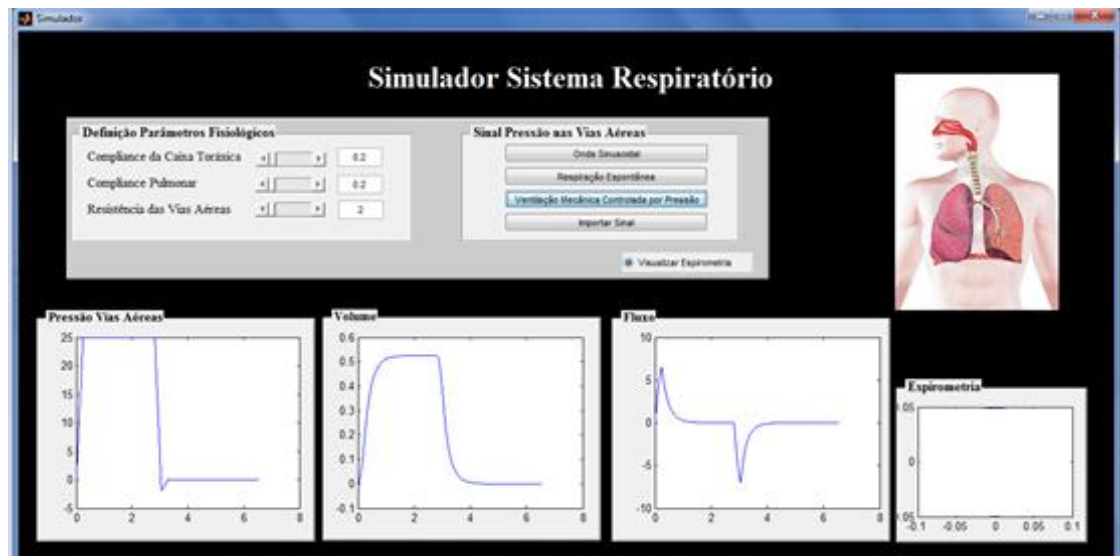 Simulador
Simulador Sistema Respiratório
Definição Parâmetros Fisiológicos
Compliance da Caixa Toráxica
0.2
Compliance Pulmonar
0.2
Resistência das Vias Aéreas
2
Sinal Pressão nas Vias Aéreas
Onda Sinusoidal
Respiração Espontânea
Ventilação Mecânica Controlada por Pressão
Importar Sinal
Visualizar Espirometria
Pressão Vias Aéreas
25
20
15
10
5
0
-5
0 2 4 6 8
Volume
0.6
0.5
0.4
0.3
0.2
0.1
0
-0.1
0 2 4 6 8
Fluxo
10
5
0
-5
-10
0 2 4 6 8
Espirometria
0.05
0
0.05
-0.1 -0.05 0 0.05 0.1